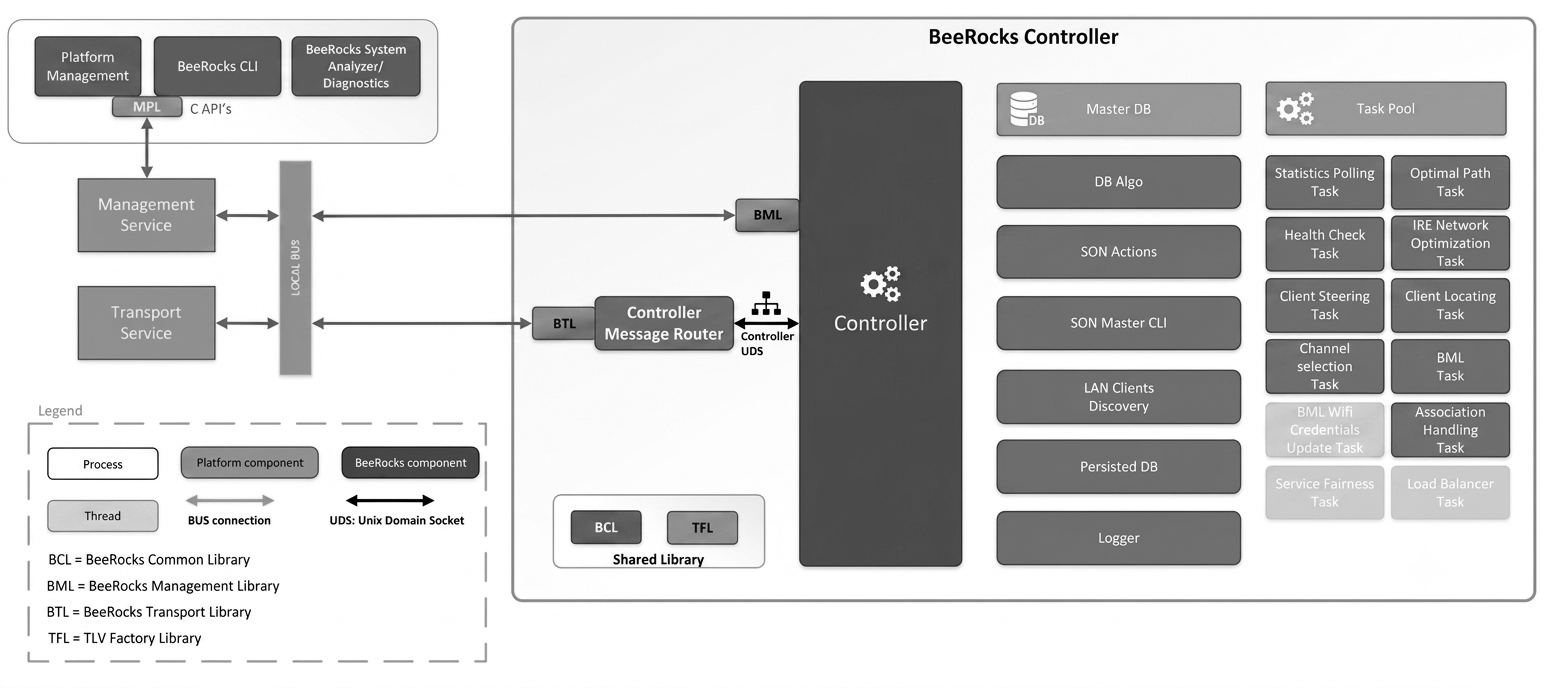 BeeRocks Controller
Platform
Management
BeeRocks CLI
BeeRocks System
Analyzer/
Diagnostics
MPL
C API's
Management
Service
Transport
Service
LOCAL BUS
BML
BTL
Controller
Message Router
Controller
UDS
Controller
DB
Master DB
DB Algo
SON Actions
SON Master CLI
LAN Clients
Discovery
Persisted DB
Logger
Task Pool
Statistics Polling
Task
Optimal Path
Task
Health Check
Task
IRE Network
Optimization
Task
Client Steering
Task
Client Locating
Task
Channel
selection
Task
BML
Task
BML Wifi
Credentials
Update Task
Association
Handling
Task
Service Fairness
Task
Load Balancer
Task
BCL
TFL
Shared Library
Legend
Process
Platform component
BeeRocks component
Thread
BUS connection
UDS: Unix Domain Socket
BCL = BeeRocks Common Library
BML = BeeRocks Management Library
BTL = BeeRocks Transport Library
TFL = TLV Factory Library